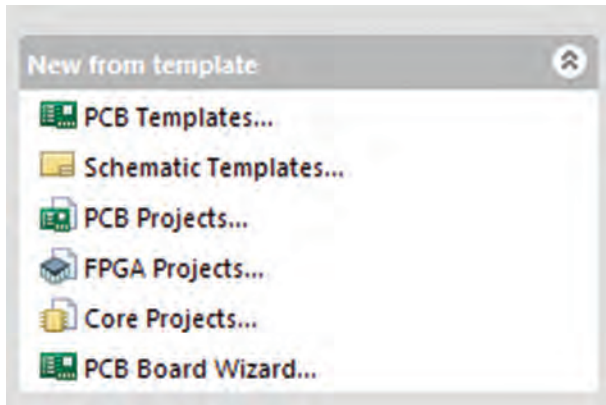 New from template
PCB Templates...
Schematic Templates...
PCB Projects...
FPGA Projects...
Core Projects...
PCB Board Wizard...